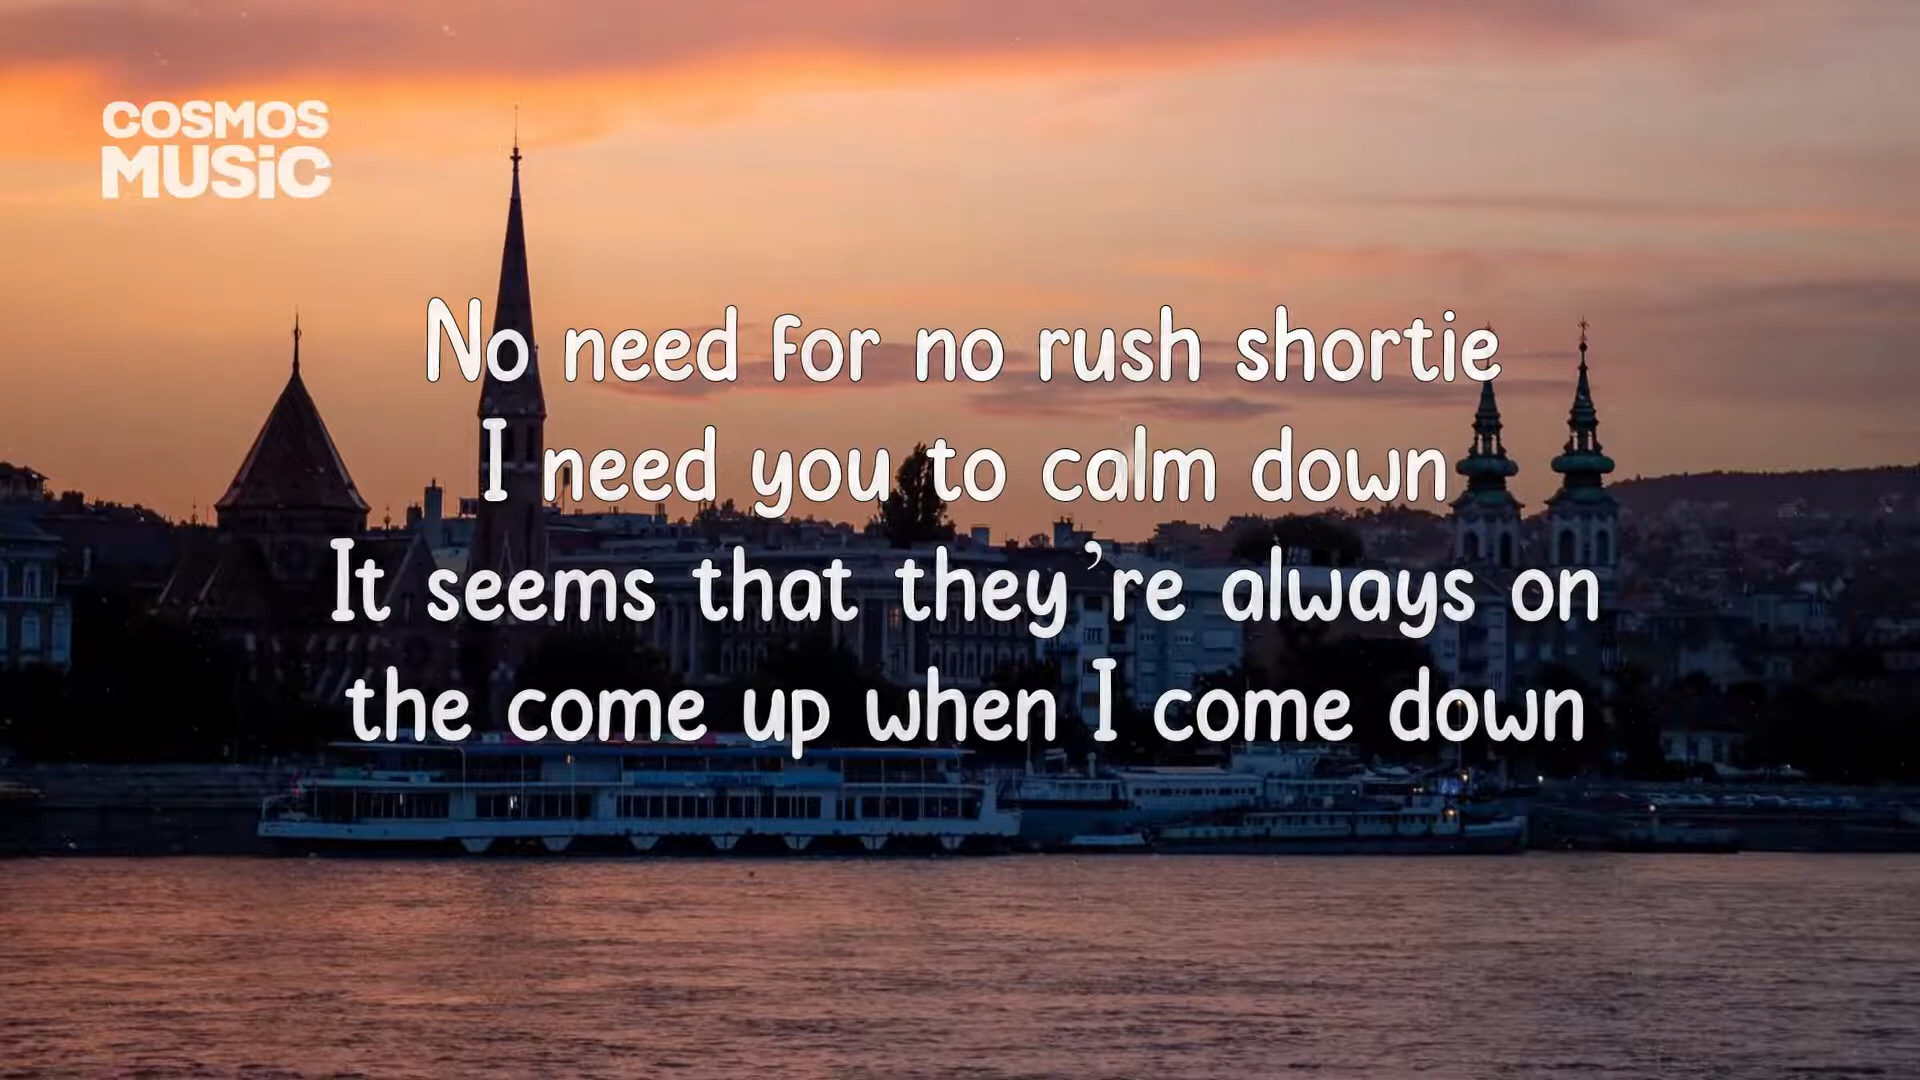 COSMOS
MUSiC
No need for no rush shortie
I need you to calm down
It seems that they're always on
the come up when I come down